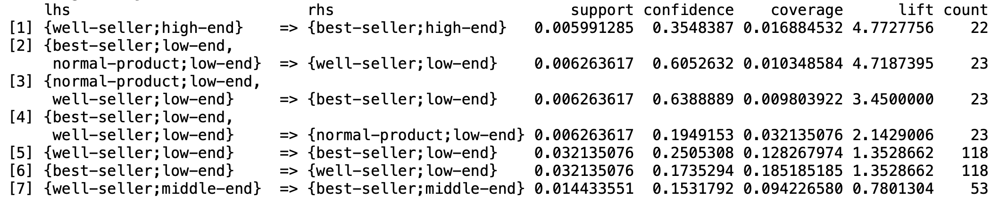 lhs rhs support confidence coverage lift count
[1] {well-seller;high-end} => {best-seller;high-end} 0.005991285 0.3548387 0.016884532 4.7727756 22
[2] {best-seller;low-end,
normal-product;low-end} => {well-seller;low-end} 0.006263617 0.6052632 0.010348584 4.7187395 23
[3] {normal-product;low-end,
well-seller;low-end} => {best-seller;low-end} 0.006263617 0.6388889 0.009803922 3.4500000 23
[4] {best-seller;low-end,
well-seller;low-end} => {normal-product;low-end} 0.006263617 0.1949153 0.032135076 2.1429006 23
[5] {well-seller;low-end} => {best-seller;low-end} 0.032135076 0.2505308 0.128267974 1.3528662 118
[6] {best-seller;low-end} => {well-seller;low-end} 0.032135076 0.1735294 0.185185185 1.3528662 118
[7] {well-seller;middle-end} => {best-seller;middle-end} 0.014433551 0.1531792 0.094226580 0.7801304 53